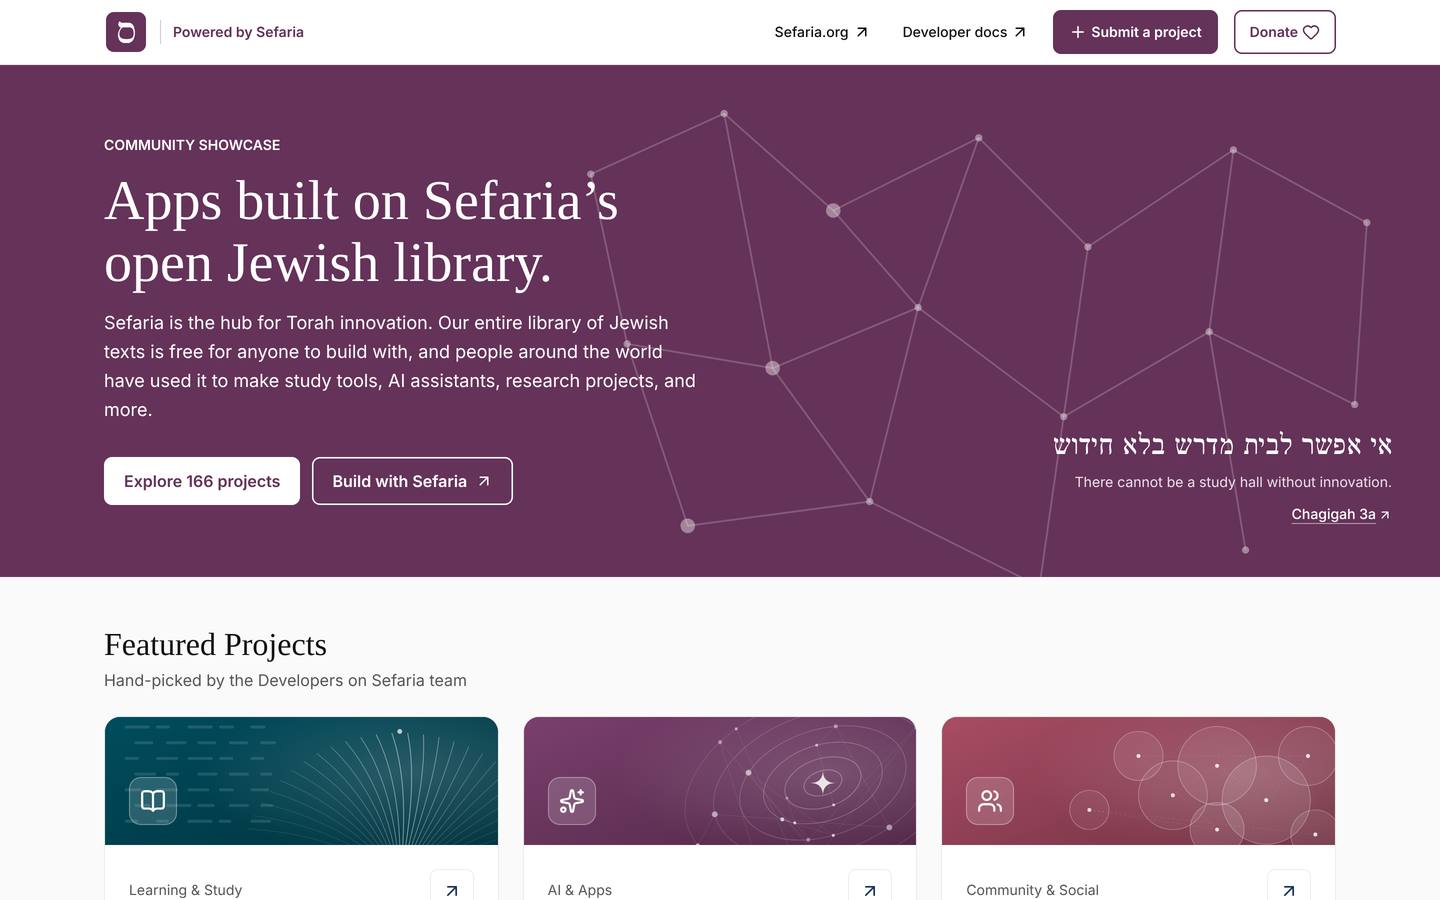 ס
Powered by Sefaria
Sefaria.org
Developer docs
Submit a project
Donate
COMMUNITY SHOWCASE
Apps built on Sefaria’s
open Jewish library.
Sefaria is the hub for Torah innovation. Our entire library of Jewish
texts is free for anyone to build with, and people around the world
have used it to make study tools, AI assistants, research projects, and
more.
Explore 166 projects
Build with Sefaria
אי אפשר לבית מדרש בלא חידוש
There cannot be a study hall without innovation.
Chagigah 3a
Featured Projects
Hand-picked by the Developers on Sefaria team
Learning & Study
AI & Apps
Community & Social